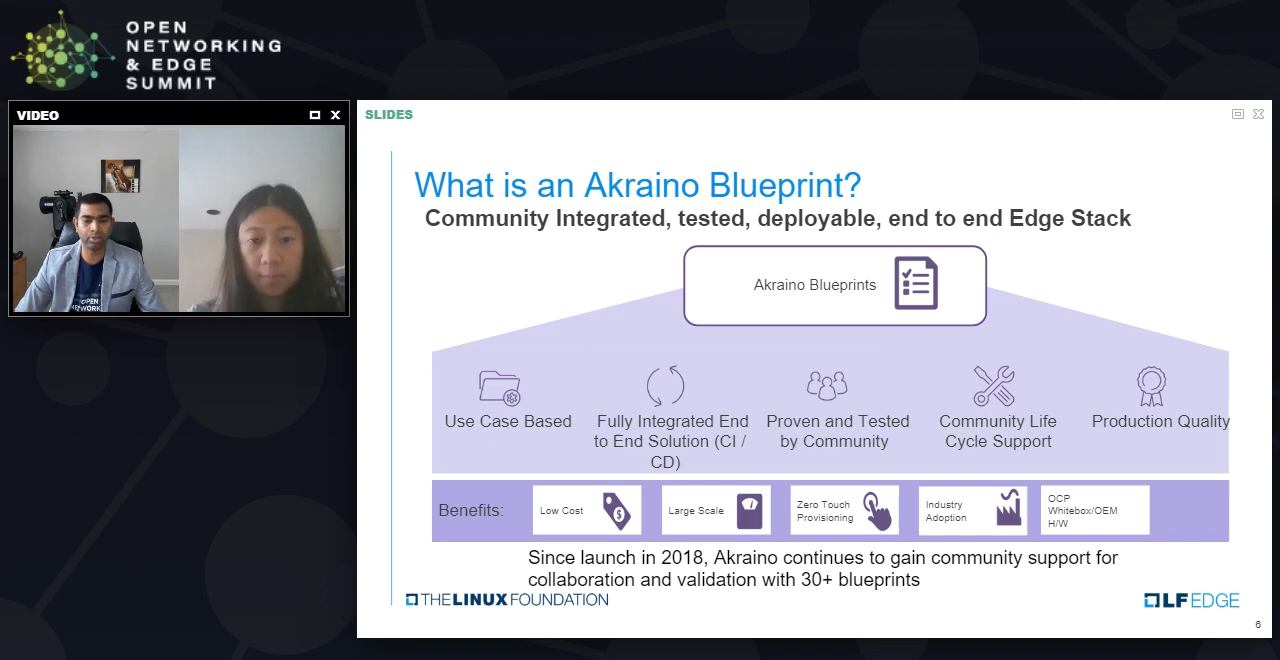 OPEN
NETWORKING
& EDGE
SUMMIT
VIDEO
OPEN
NETWORK
SLIDES
What is an Akraino Blueprint?
Community Integrated, tested, deployable, end to end Edge Stack
Akraino Blueprints
Use Case Based
Fully Integrated End
to End Solution (CI /
CD)
Proven and Tested
by Community
Community Life
Cycle Support
Production Quality
Benefits:
Low Cost
Large Scale
Zero Touch
Provisioning
Industry
Adoption
OCP
Whitebox/OEM
H/W
Since launch in 2018, Akraino continues to gain community support for
collaboration and validation with 30+ blueprints
THE LINUX FOUNDATION
LF EDGE
6